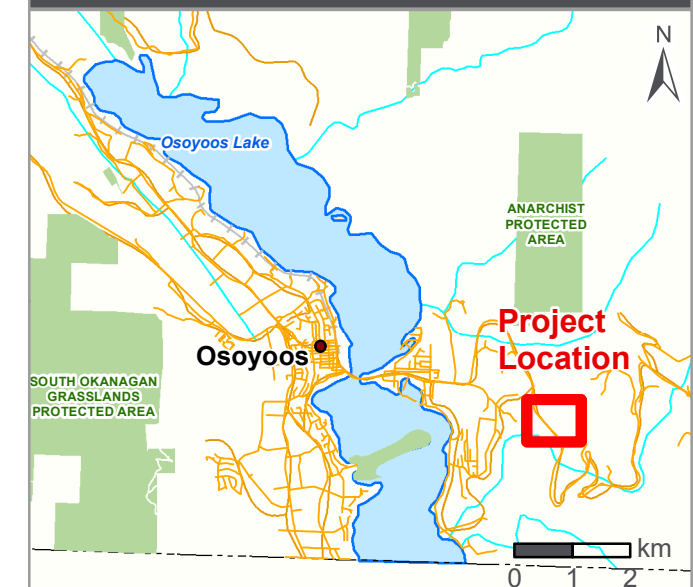 N
Osoyoos Lake
ANARCHIST
PROTECTED
AREA
Project
Location
Osoyoos
SOUTH OKANAGAN
GRASSLANDS
PROTECTED AREA
km
0 1 2